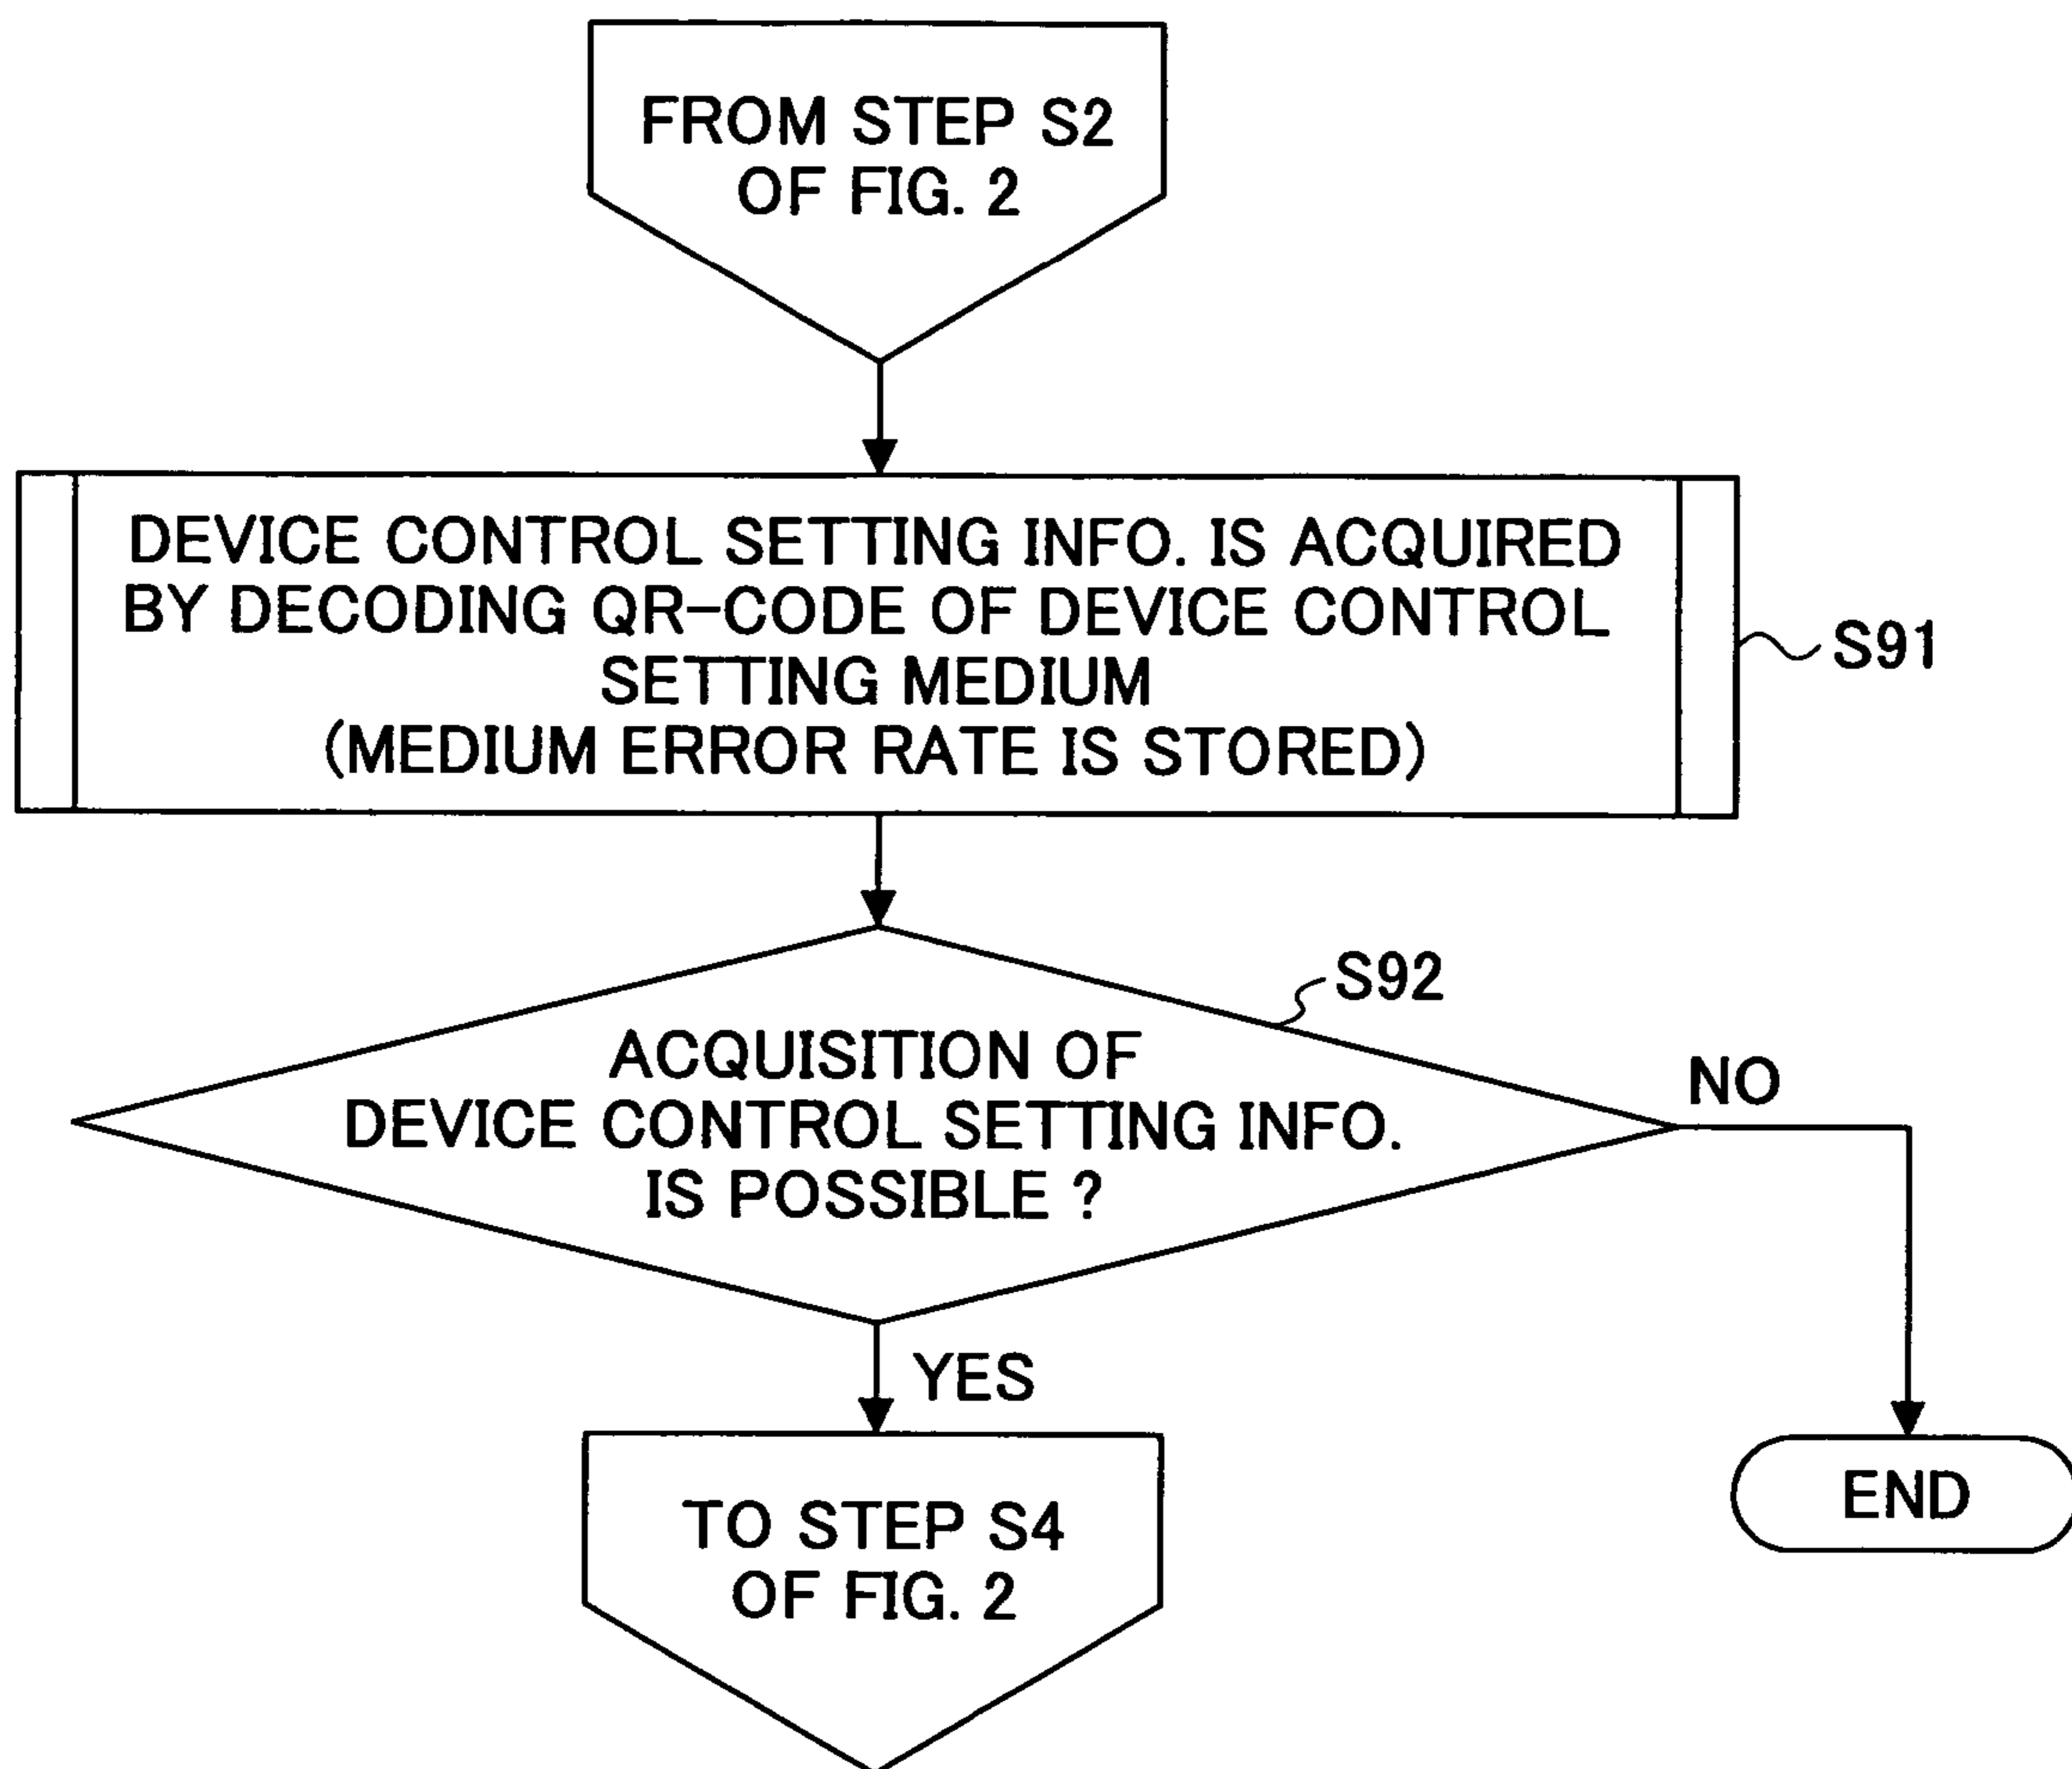 FROM STEP S2
OF FIG. 2
DEVICE CONTROL SETTING INFO. IS ACQUIRED
BY DECODING QR-CODE OF DEVICE CONTROL
SETTING MEDIUM
(MEDIUM ERROR RATE IS STORED)
S91
S92
ACQUISITION OF
DEVICE CONTROL SETTING INFO.
IS POSSIBLE ?
NO
YES
TO STEP S4
OF FIG. 2
END